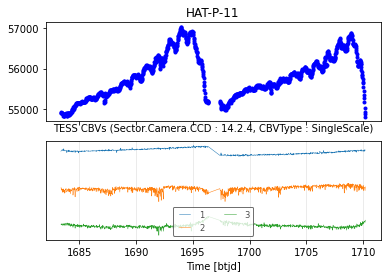 HAT-P-11
57000
56000
55000
TESS CBVs (Sector.Camera.CCD : 14.2.4, CBVType : SingleScale)
1 3
2
1685 1690 1695 1700 1705 1710
Time [btjd]